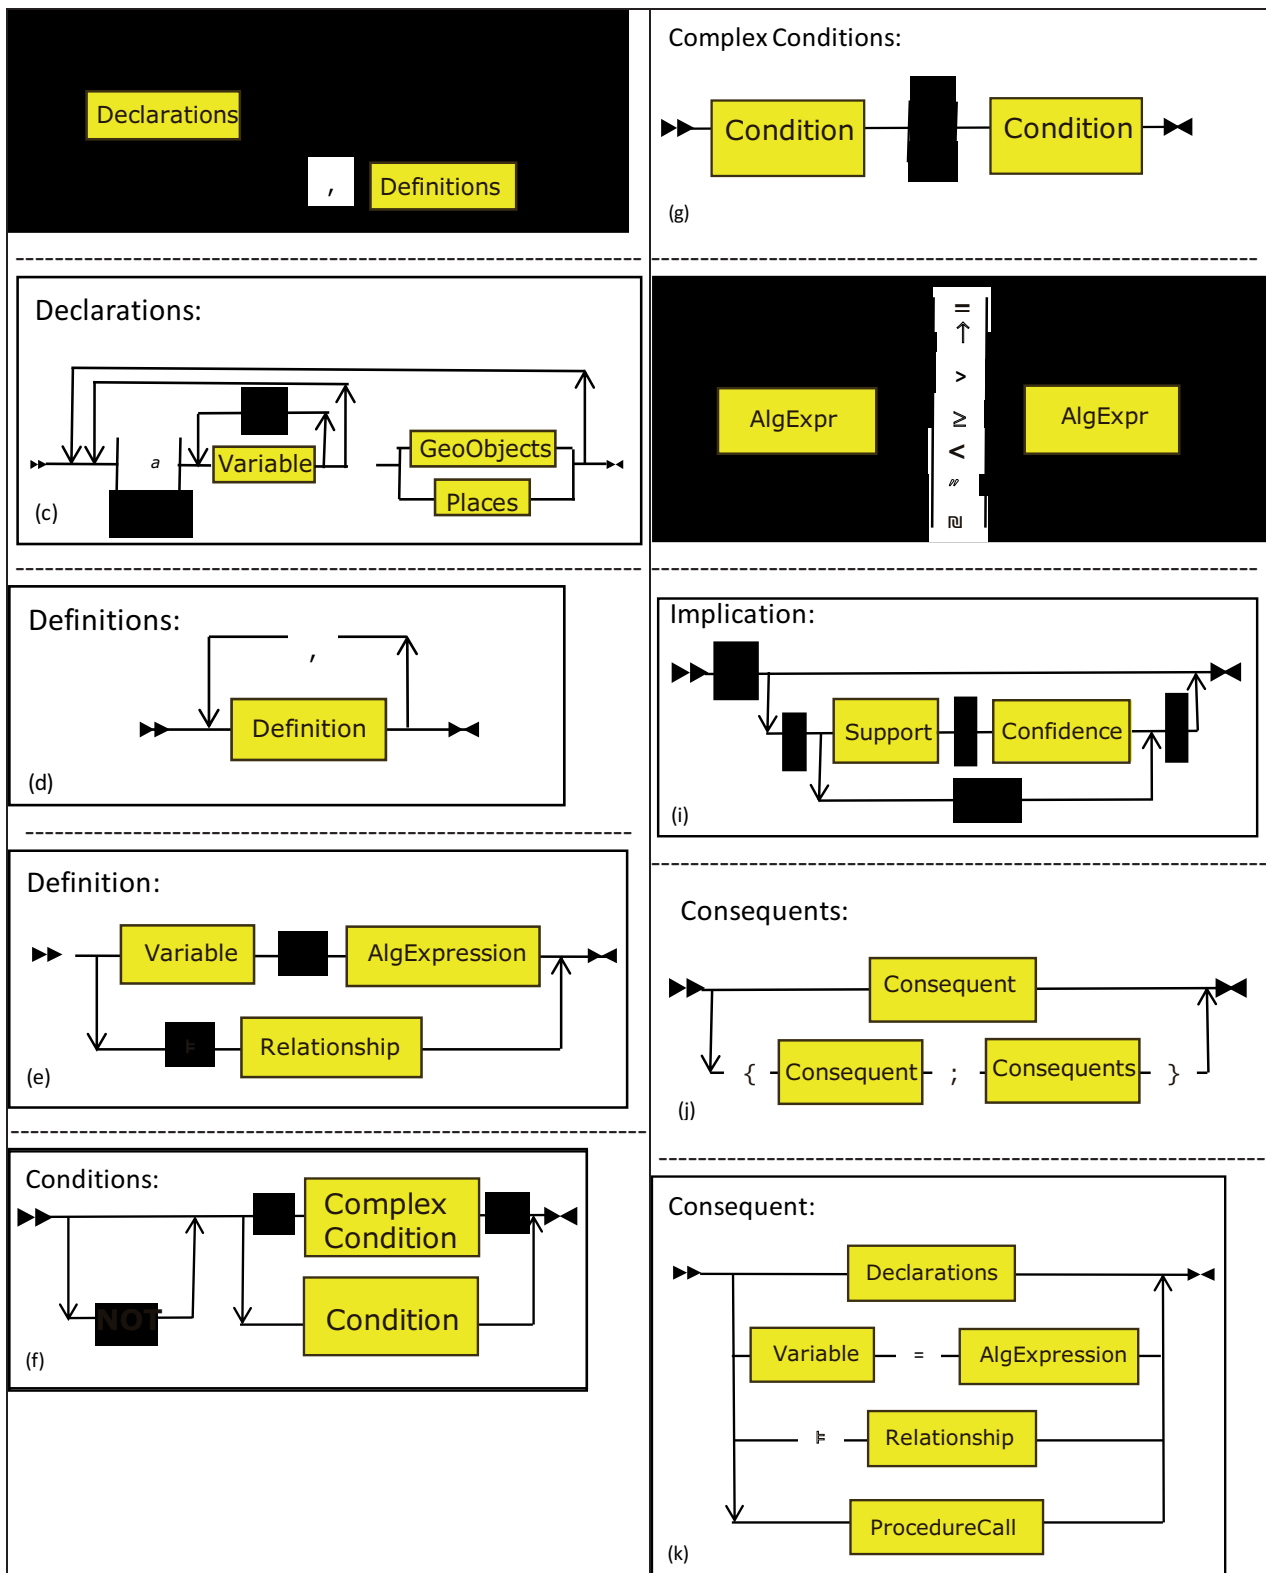 Declarations
, Definitions
Declarations:
a
Variable
GeoObjects
Places
(c)
Definitions:
,
Definition
(d)
Definition:
Variable
AlgExpression
⊧ Relationship
(e)
Conditions:
Complex
Condition
NOT
Condition
(f)
Complex Conditions:
Condition
Condition
(g)
=
↑
>
≥
<
〃
₪
AlgExpr
AlgExpr
Implication:
Support
Confidence
(i)
Consequents:
Consequent
{ Consequent ; Consequents }
(j)
Consequent:
Declarations
Variable = AlgExpression
⊧ Relationship
ProcedureCall
(k)